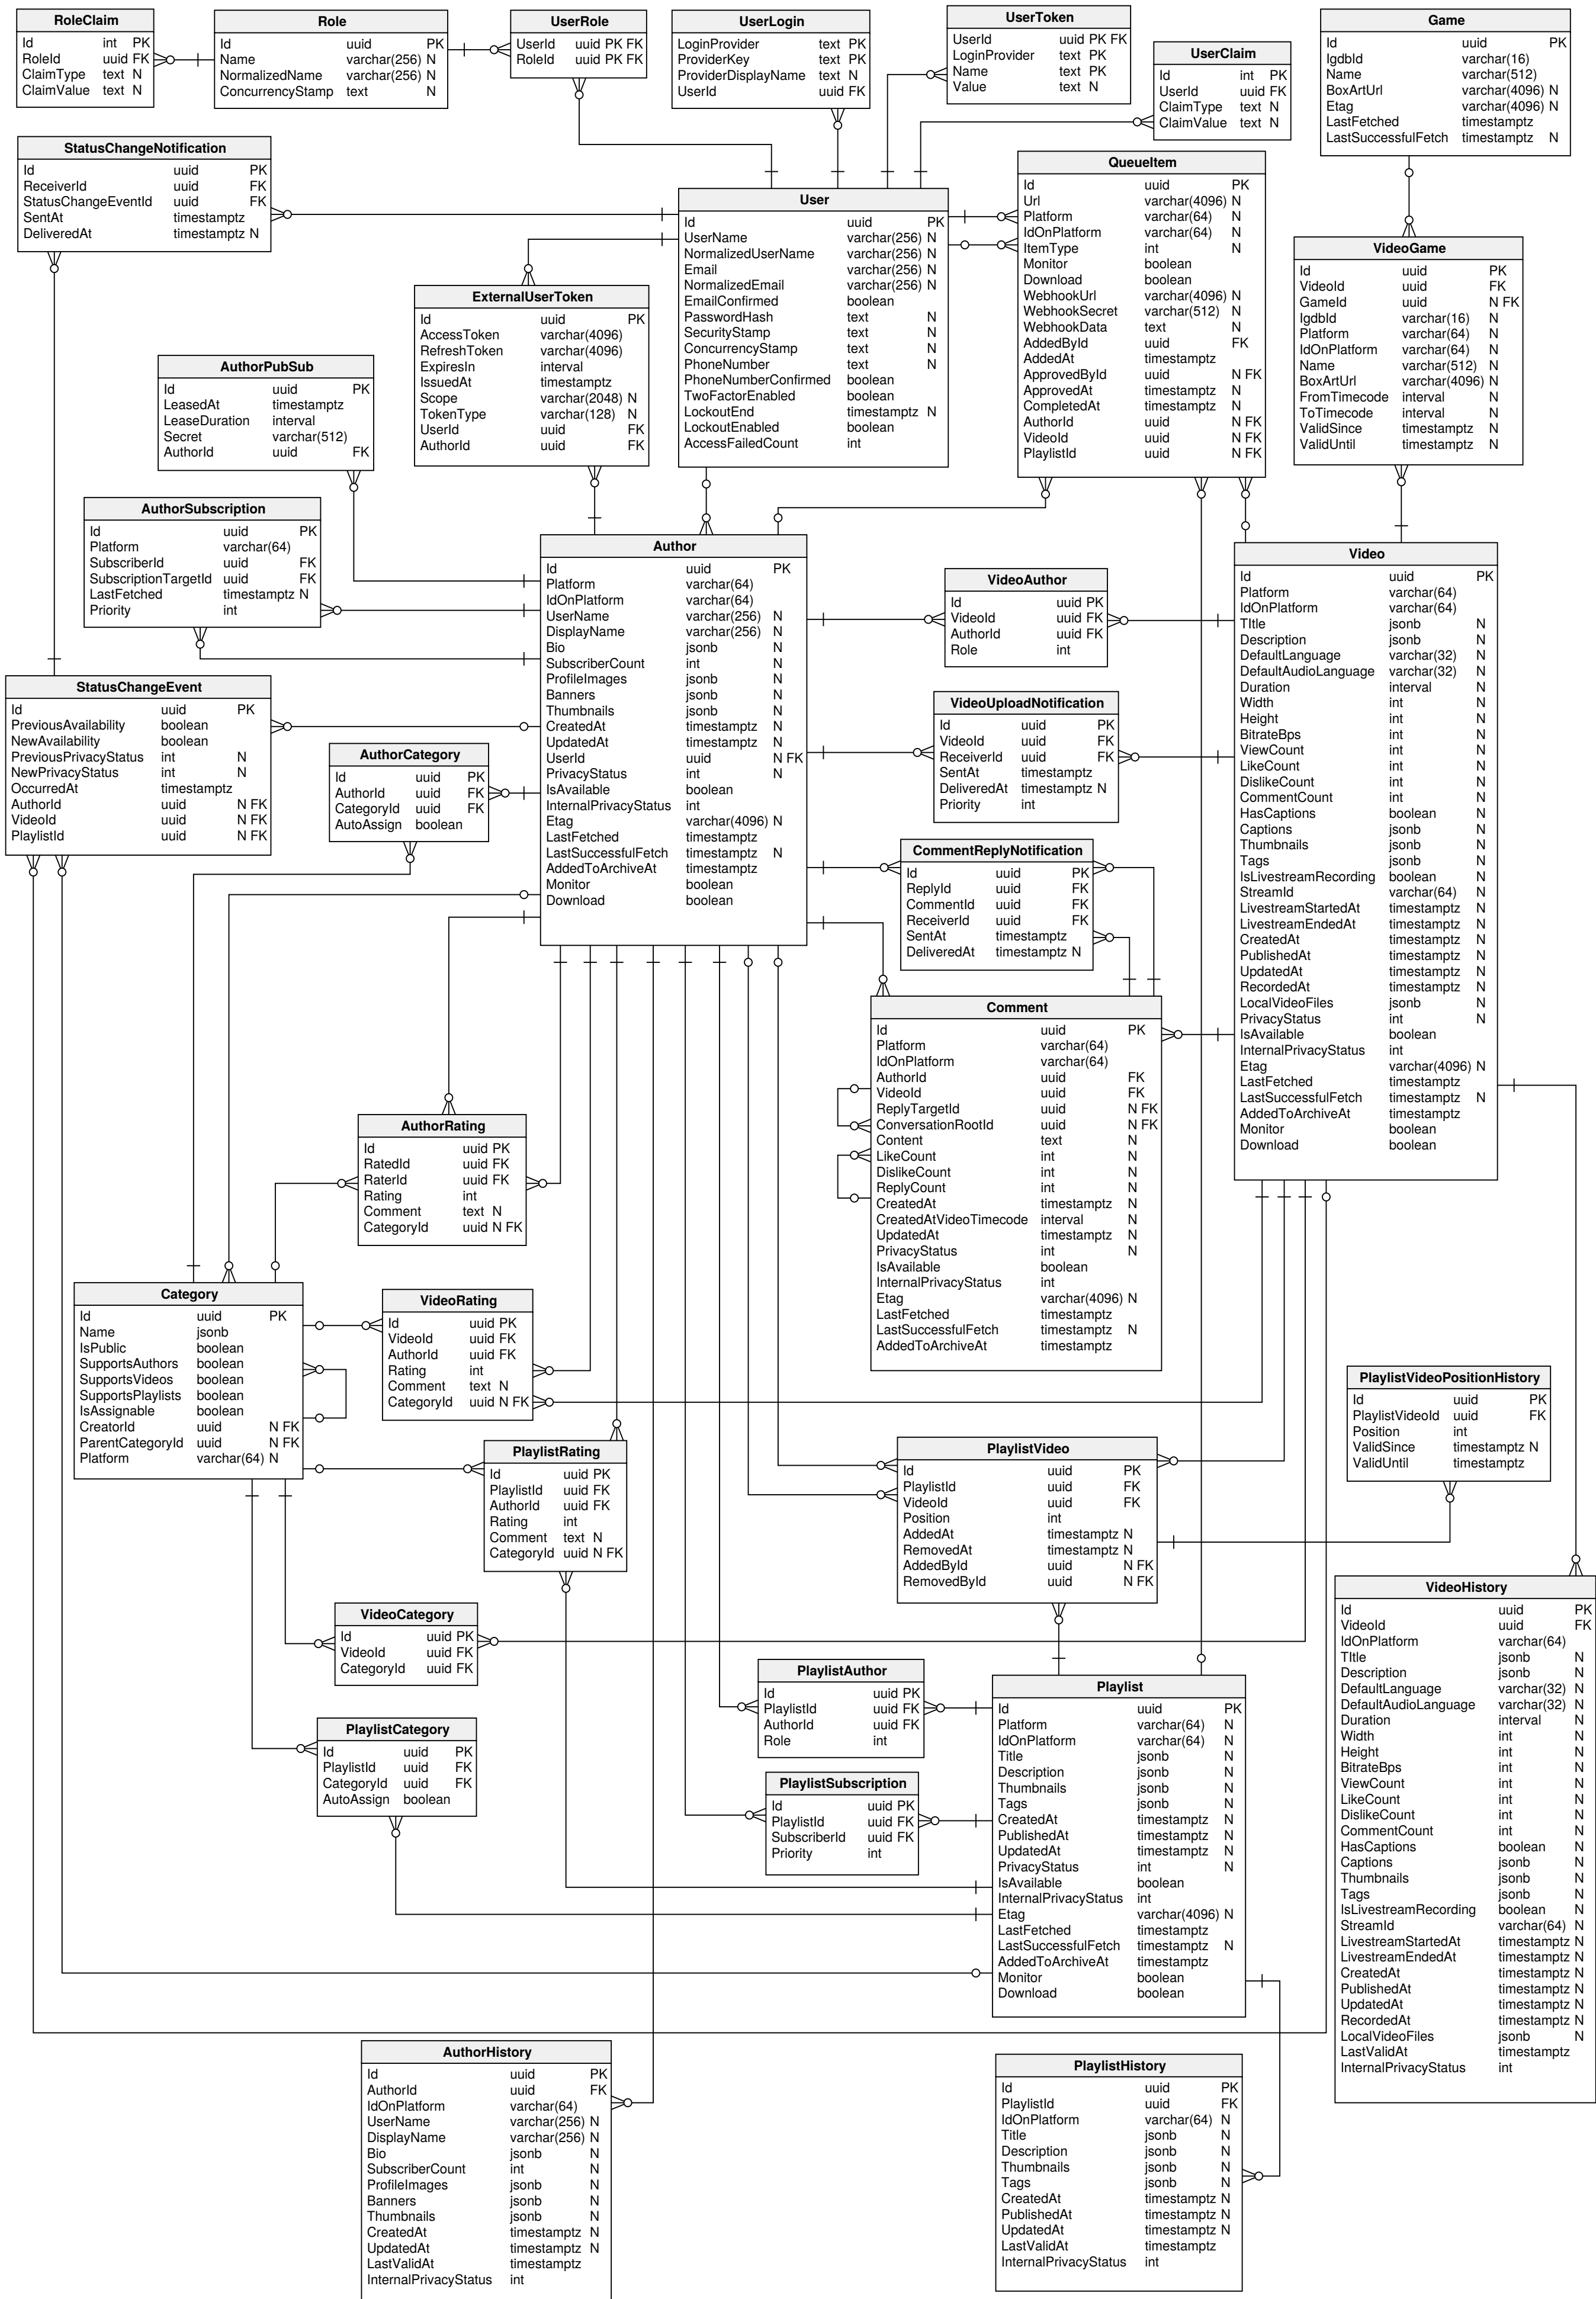 RoleClaim
Id int PK
RoleId uuid FK
ClaimType text N
ClaimValue text N
Role
Id uuid PK
Name varchar(256) N
NormalizedName varchar(256) N
ConcurrencyStamp text N
UserRole
UserId uuid PK FK
RoleId uuid PK FK
UserLogin
LoginProvider text PK
ProviderKey text PK
ProviderDisplayName text N
UserId uuid FK
UserToken
UserId uuid PK FK
LoginProvider text PK
Name text PK
Value text N
UserClaim
Id int PK
UserId uuid FK
ClaimType text N
ClaimValue text N
Game
Id uuid PK
IgdbId varchar(16)
Name varchar(512)
BoxArtUrl varchar(4096) N
Etag varchar(4096) N
LastFetched timestamptz
LastSuccessfulFetch timestamptz N
StatusChangeNotification
Id uuid PK
ReceiverId uuid FK
StatusChangeEventId uuid FK
SentAt timestamptz
DeliveredAt timestamptz N
User
Id uuid PK
UserName varchar(256) N
NormalizedUserName varchar(256) N
Email varchar(256) N
NormalizedEmail varchar(256) N
EmailConfirmed boolean
PasswordHash text N
SecurityStamp text N
ConcurrencyStamp text N
PhoneNumber text N
PhoneNumberConfirmed boolean
TwoFactorEnabled boolean
LockoutEnd timestamptz N
LockoutEnabled boolean
AccessFailedCount int
QueueItem
Id uuid PK
Url varchar(4096) N
Platform varchar(64) N
IdOnPlatform varchar(64) N
ItemType int N
Monitor boolean
Download boolean
WebhookUrl varchar(4096) N
WebhookSecret varchar(512) N
WebhookData text N
AddedById uuid FK
AddedAt timestamptz
ApprovedById uuid N FK
ApprovedAt timestamptz N
CompletedAt timestamptz N
AuthorId uuid N FK
VideoId uuid N FK
PlaylistId uuid N FK
VideoGame
Id uuid PK
VideoId uuid FK
GameId uuid N FK
IgdbId varchar(16) N
Platform varchar(64) N
IdOnPlatform varchar(64) N
Name varchar(512) N
BoxArtUrl varchar(4096) N
FromTimecode interval N
ToTimecode interval N
ValidSince timestamptz N
ValidUntil timestamptz N
ExternalUserToken
Id uuid PK
AccessToken varchar(4096)
RefreshToken varchar(4096)
ExpiresIn interval
IssuedAt timestamptz
Scope varchar(2048) N
TokenType varchar(128) N
UserId uuid FK
AuthorId uuid FK
AuthorPubSub
Id uuid PK
LeasedAt timestamptz
LeaseDuration interval
Secret varchar(512)
AuthorId uuid FK
AuthorSubscription
Id uuid PK
Platform varchar(64)
SubscriberId uuid FK
SubscriptionTargetId uuid FK
LastFetched timestamptz N
Priority int
Author
Id uuid PK
Platform varchar(64)
IdOnPlatform varchar(64)
UserName varchar(256) N
DisplayName varchar(256) N
Bio jsonb N
SubscriberCount int N
ProfileImages jsonb N
Banners jsonb N
Thumbnails jsonb N
CreatedAt timestamptz N
UpdatedAt timestamptz N
UserId uuid N FK
PrivacyStatus int N
IsAvailable boolean
InternalPrivacyStatus int
Etag varchar(4096) N
LastFetched timestamptz
LastSuccessfulFetch timestamptz N
AddedToArchiveAt timestamptz
Monitor boolean
Download boolean
VideoAuthor
Id uuid PK
VideoId uuid FK
AuthorId uuid FK
Role int
Video
Id uuid PK
Platform varchar(64)
IdOnPlatform varchar(64)
TItle jsonb N
Description jsonb N
DefaultLanguage varchar(32) N
DefaultAudioLanguage varchar(32) N
Duration interval N
Width int N
Height int N
BitrateBps int N
ViewCount int N
LikeCount int N
DislikeCount int N
CommentCount int N
HasCaptions boolean N
Captions jsonb N
Thumbnails jsonb N
Tags jsonb N
IsLivestreamRecording boolean N
StreamId varchar(64) N
LivestreamStartedAt timestamptz N
LivestreamEndedAt timestamptz N
CreatedAt timestamptz N
PublishedAt timestamptz N
UpdatedAt timestamptz N
RecordedAt timestamptz N
LocalVideoFiles jsonb N
PrivacyStatus int N
IsAvailable boolean
InternalPrivacyStatus int
Etag varchar(4096) N
LastFetched timestamptz
LastSuccessfulFetch timestamptz N
AddedToArchiveAt timestamptz
Monitor boolean
Download boolean
StatusChangeEvent
Id uuid PK
PreviousAvailability boolean
NewAvailability boolean
PreviousPrivacyStatus int N
NewPrivacyStatus int N
OccurredAt timestamptz
AuthorId uuid N FK
VideoId uuid N FK
PlaylistId uuid N FK
AuthorCategory
Id uuid PK
AuthorId uuid FK
CategoryId uuid FK
AutoAssign boolean
VideoUploadNotification
Id uuid PK
VideoId uuid FK
ReceiverId uuid FK
SentAt timestamptz
DeliveredAt timestamptz N
Priority int
CommentReplyNotification
Id uuid PK
ReplyId uuid FK
CommentId uuid FK
ReceiverId uuid FK
SentAt timestamptz
DeliveredAt timestamptz N
Comment
Id uuid PK
Platform varchar(64)
IdOnPlatform varchar(64)
AuthorId uuid FK
VideoId uuid FK
ReplyTargetId uuid N FK
ConversationRootId uuid N FK
Content text N
LikeCount int N
DislikeCount int N
ReplyCount int N
CreatedAt timestamptz N
CreatedAtVideoTimecode interval N
UpdatedAt timestamptz N
PrivacyStatus int N
IsAvailable boolean
InternalPrivacyStatus int
Etag varchar(4096) N
LastFetched timestamptz
LastSuccessfulFetch timestamptz N
AddedToArchiveAt timestamptz
AuthorRating
Id uuid PK
RatedId uuid FK
RaterId uuid FK
Rating int
Comment text N
CategoryId uuid N FK
Category
Id uuid PK
Name jsonb
IsPublic boolean
SupportsAuthors boolean
SupportsVideos boolean
SupportsPlaylists boolean
IsAssignable boolean
CreatorId uuid N FK
ParentCategoryId uuid N FK
Platform varchar(64) N
VideoRating
Id uuid PK
VideoId uuid FK
AuthorId uuid FK
Rating int
Comment text N
CategoryId uuid N FK
PlaylistRating
Id uuid PK
PlaylistId uuid FK
AuthorId uuid FK
Rating int
Comment text N
CategoryId uuid N FK
PlaylistVideo
Id uuid PK
PlaylistId uuid FK
VideoId uuid FK
Position int
AddedAt timestamptz N
RemovedAt timestamptz N
AddedById uuid N FK
RemovedById uuid N FK
PlaylistVideoPositionHistory
Id uuid PK
PlaylistVideoId uuid FK
Position int
ValidSince timestamptz N
ValidUntil timestamptz
VideoHistory
Id uuid PK
VideoId uuid FK
IdOnPlatform varchar(64)
TItle jsonb N
Description jsonb N
DefaultLanguage varchar(32) N
DefaultAudioLanguage varchar(32) N
Duration interval N
Width int N
Height int N
BitrateBps int N
ViewCount int N
LikeCount int N
DislikeCount int N
CommentCount int N
HasCaptions boolean N
Captions jsonb N
Thumbnails jsonb N
Tags jsonb N
IsLivestreamRecording boolean N
StreamId varchar(64) N
LivestreamStartedAt timestamptz N
LivestreamEndedAt timestamptz N
CreatedAt timestamptz N
PublishedAt timestamptz N
UpdatedAt timestamptz N
RecordedAt timestamptz N
LocalVideoFiles jsonb N
LastValidAt timestamptz
InternalPrivacyStatus int
VideoCategory
Id uuid PK
VideoId uuid FK
CategoryId uuid FK
PlaylistCategory
Id uuid PK
PlaylistId uuid FK
CategoryId uuid FK
AutoAssign boolean
PlaylistAuthor
Id uuid PK
PlaylistId uuid FK
AuthorId uuid FK
Role int
PlaylistSubscription
Id uuid PK
PlaylistId uuid FK
SubscriberId uuid FK
Priority int
Playlist
Id uuid PK
Platform varchar(64) N
IdOnPlatform varchar(64) N
Title jsonb N
Description jsonb N
Thumbnails jsonb N
Tags jsonb N
CreatedAt timestamptz N
PublishedAt timestamptz N
UpdatedAt timestamptz N
PrivacyStatus int N
IsAvailable boolean
InternalPrivacyStatus int
Etag varchar(4096) N
LastFetched timestamptz
LastSuccessfulFetch timestamptz N
AddedToArchiveAt timestamptz
Monitor boolean
Download boolean
AuthorHistory
Id uuid PK
AuthorId uuid FK
IdOnPlatform varchar(64)
UserName varchar(256) N
DisplayName varchar(256) N
Bio jsonb N
SubscriberCount int N
ProfileImages jsonb N
Banners jsonb N
Thumbnails jsonb N
CreatedAt timestamptz N
UpdatedAt timestamptz N
LastValidAt timestamptz
InternalPrivacyStatus int
PlaylistHistory
Id uuid PK
PlaylistId uuid FK
IdOnPlatform varchar(64) N
Title jsonb N
Description jsonb N
Thumbnails jsonb N
Tags jsonb N
CreatedAt timestamptz N
PublishedAt timestamptz N
UpdatedAt timestamptz N
LastValidAt timestamptz
InternalPrivacyStatus int